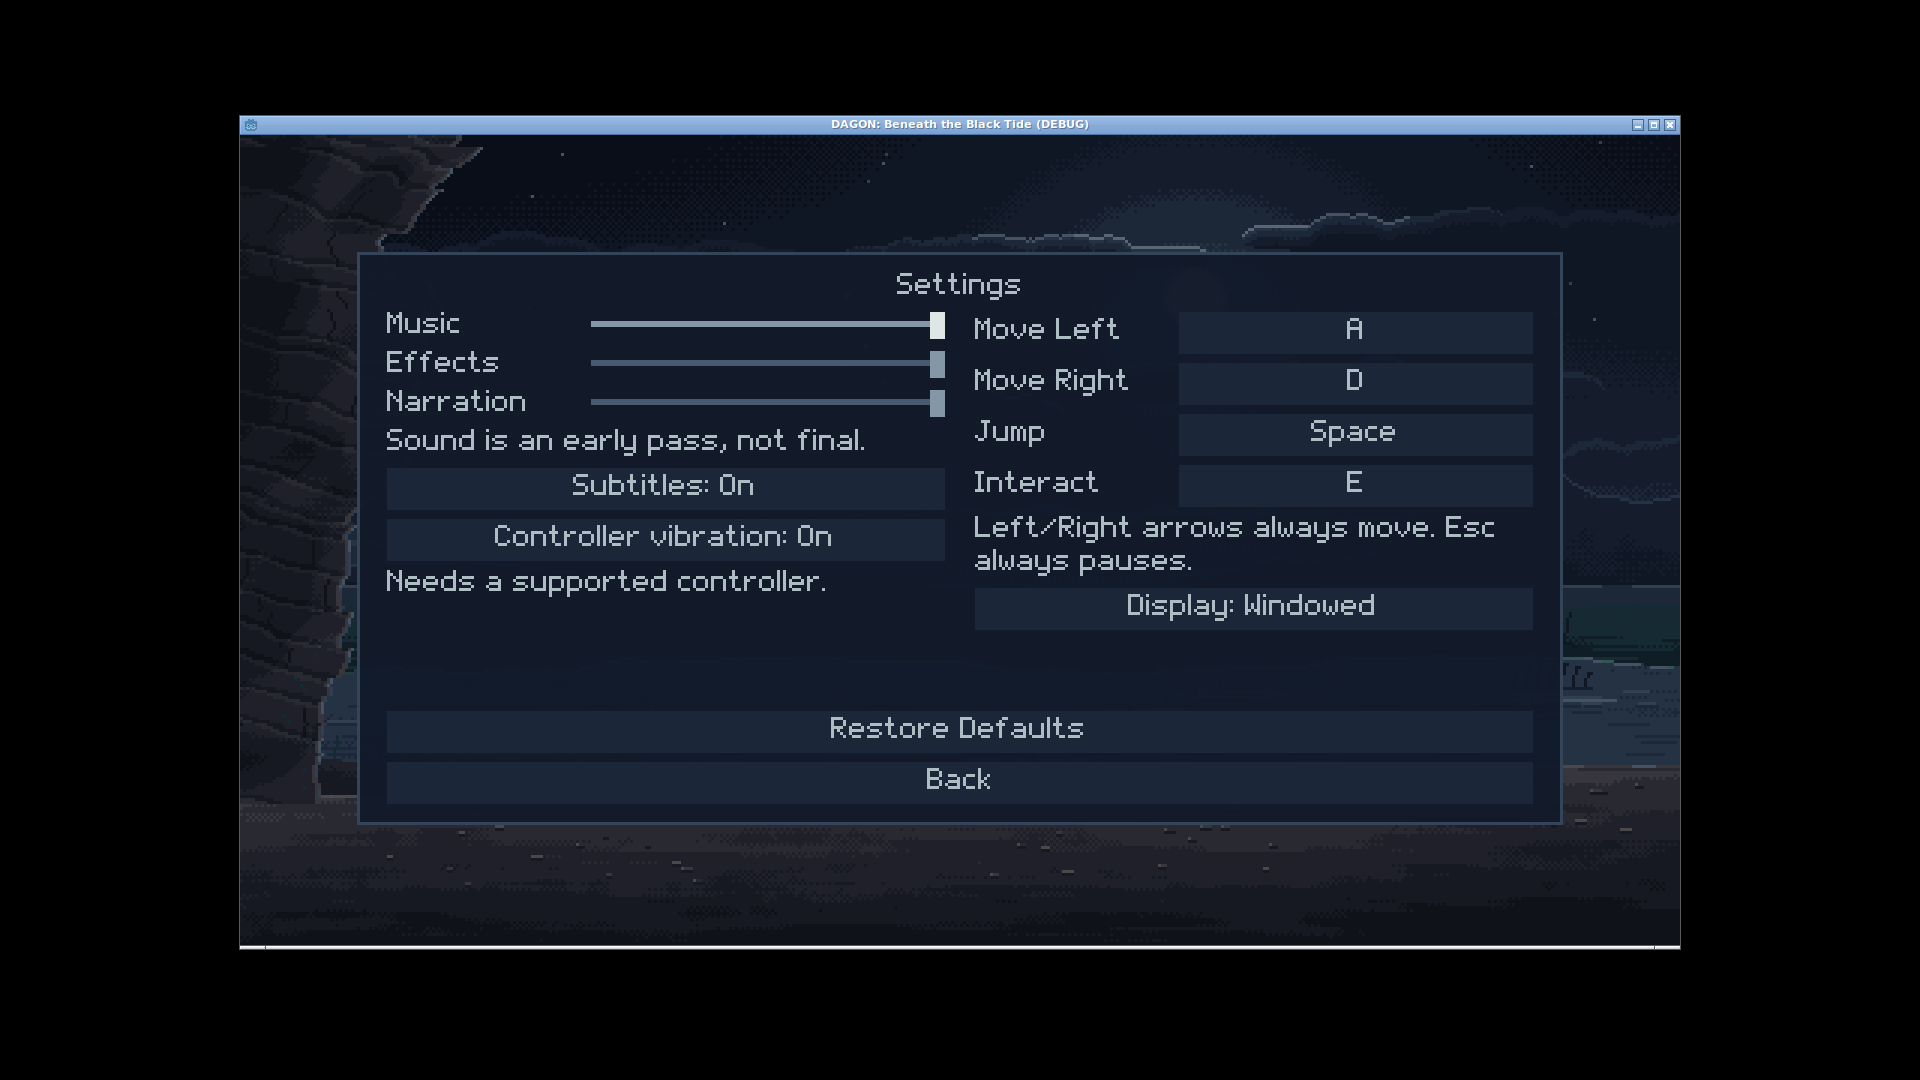 DAGON: Beneath the Black Tide (DEBUG)
Settings
Music
Effects
Narration
Sound is an early pass, not final.
Subtitles: On
Controller vibration: On
Needs a supported controller.
Move Left A
Move Right D
Jump Space
Interact E
Left/Right arrows always move. Esc
always pauses.
Display: Windowed
Restore Defaults
Back